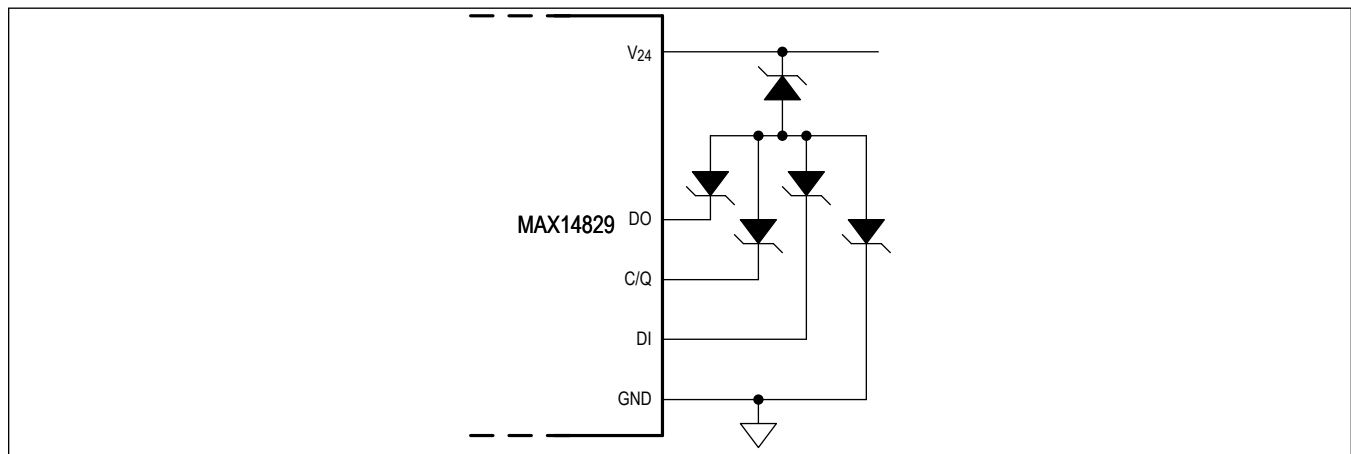 V24
MAX14829
DO
C/Q
DI
GND